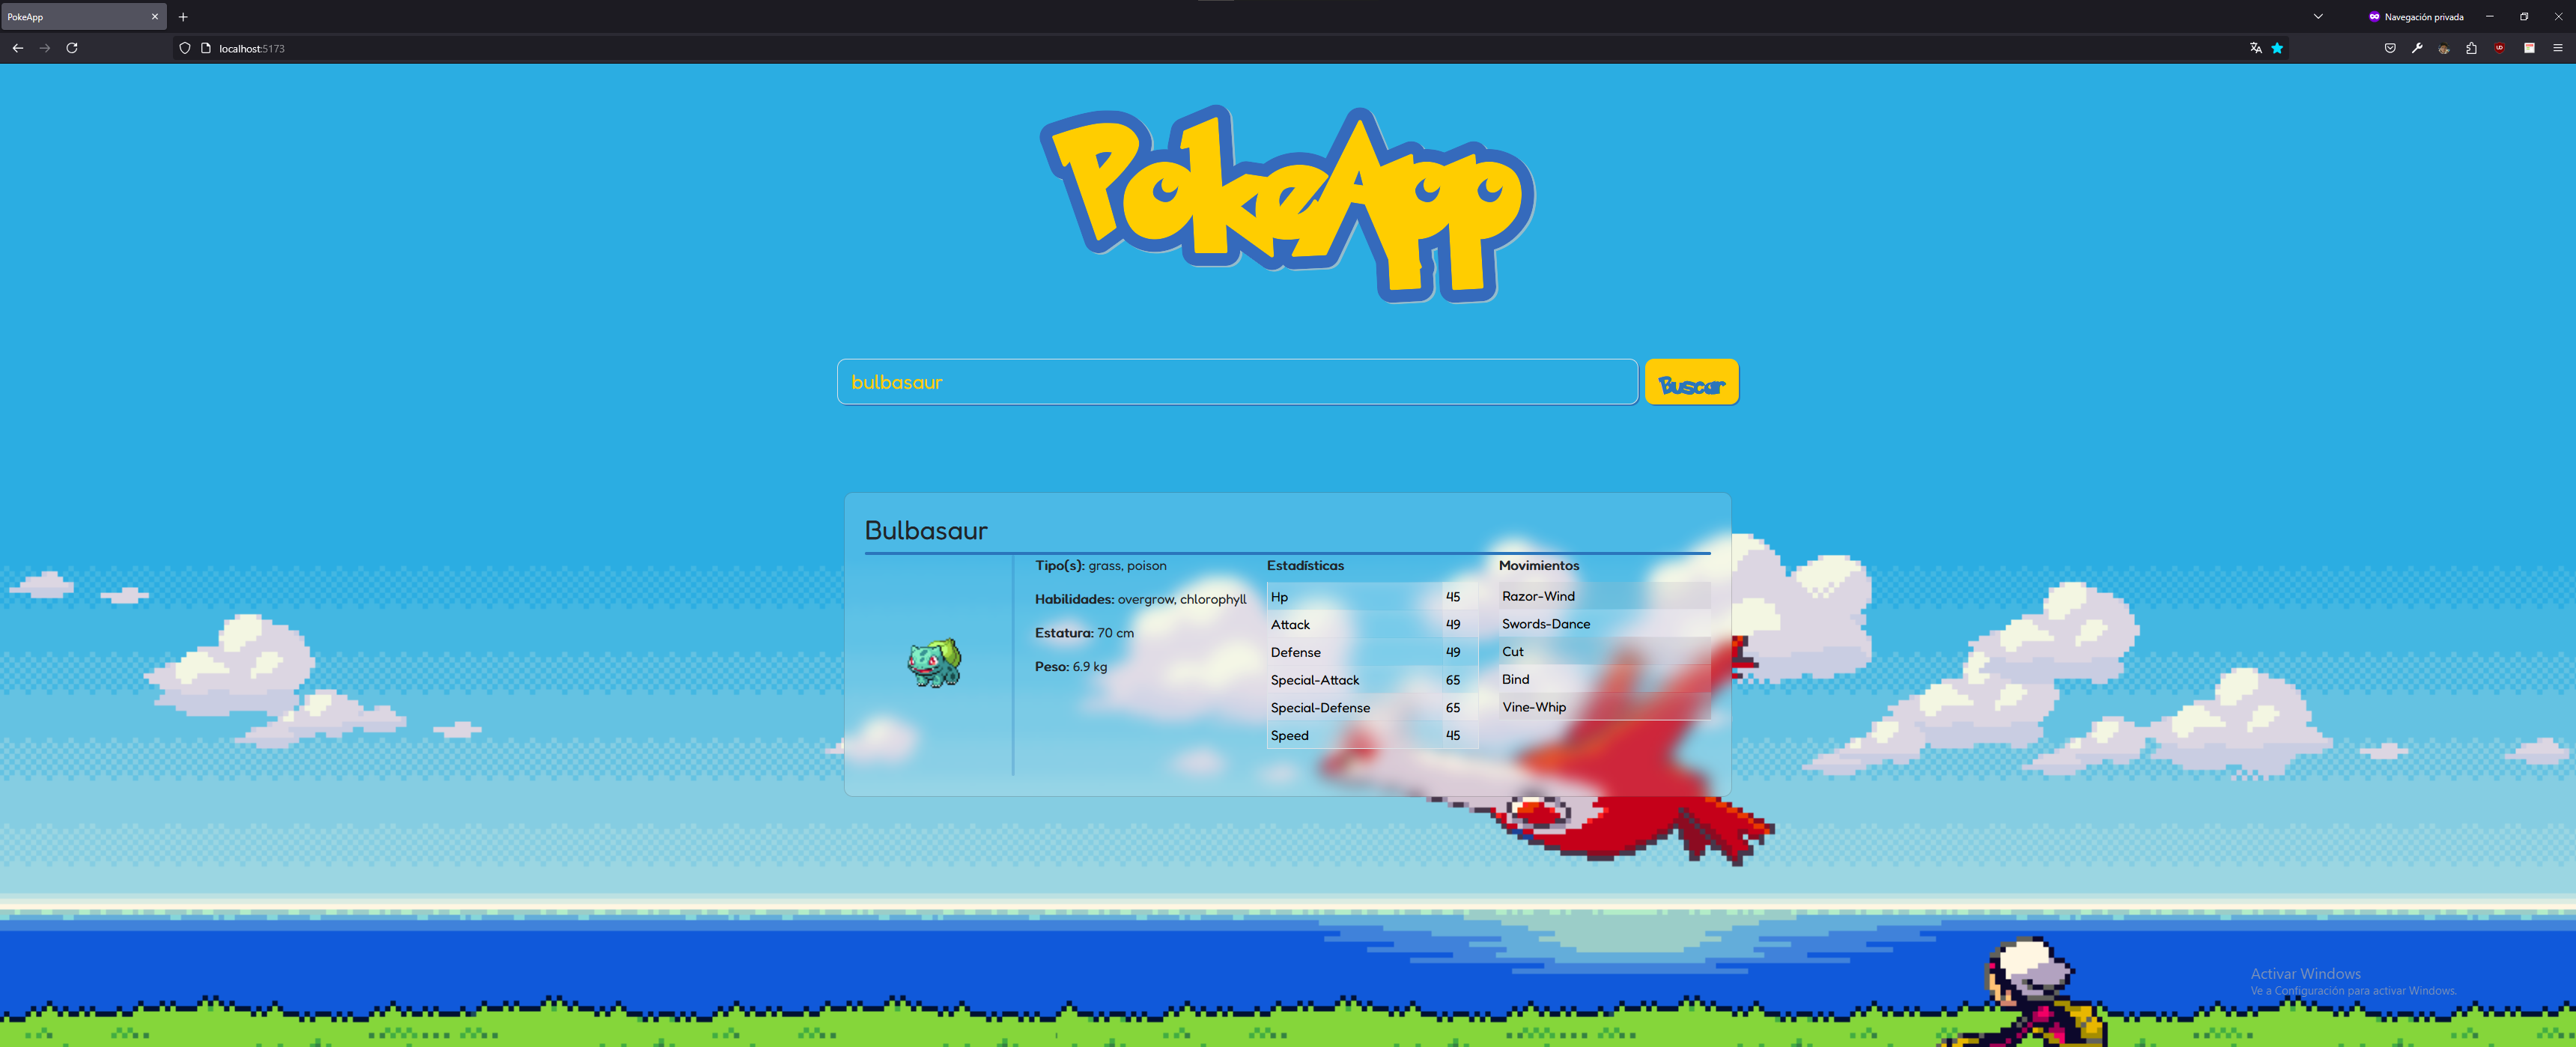 PokeApp
Navegación privada
localhost:5173
PokeApp
bulbasaur
Buscar
Bulbasaur
Tipo(s): grass, poison
Habilidades: overgrow, chlorophyll
Estatura: 70 cm
Peso: 6.9 kg
Estadísticas
Hp 45
Attack 49
Defense 49
Special-Attack 65
Special-Defense 65
Speed 45
Movimientos
Razor-Wind
Swords-Dance
Cut
Bind
Vine-Whip
Activar Windows
Ve a Configuración para activar Windows.